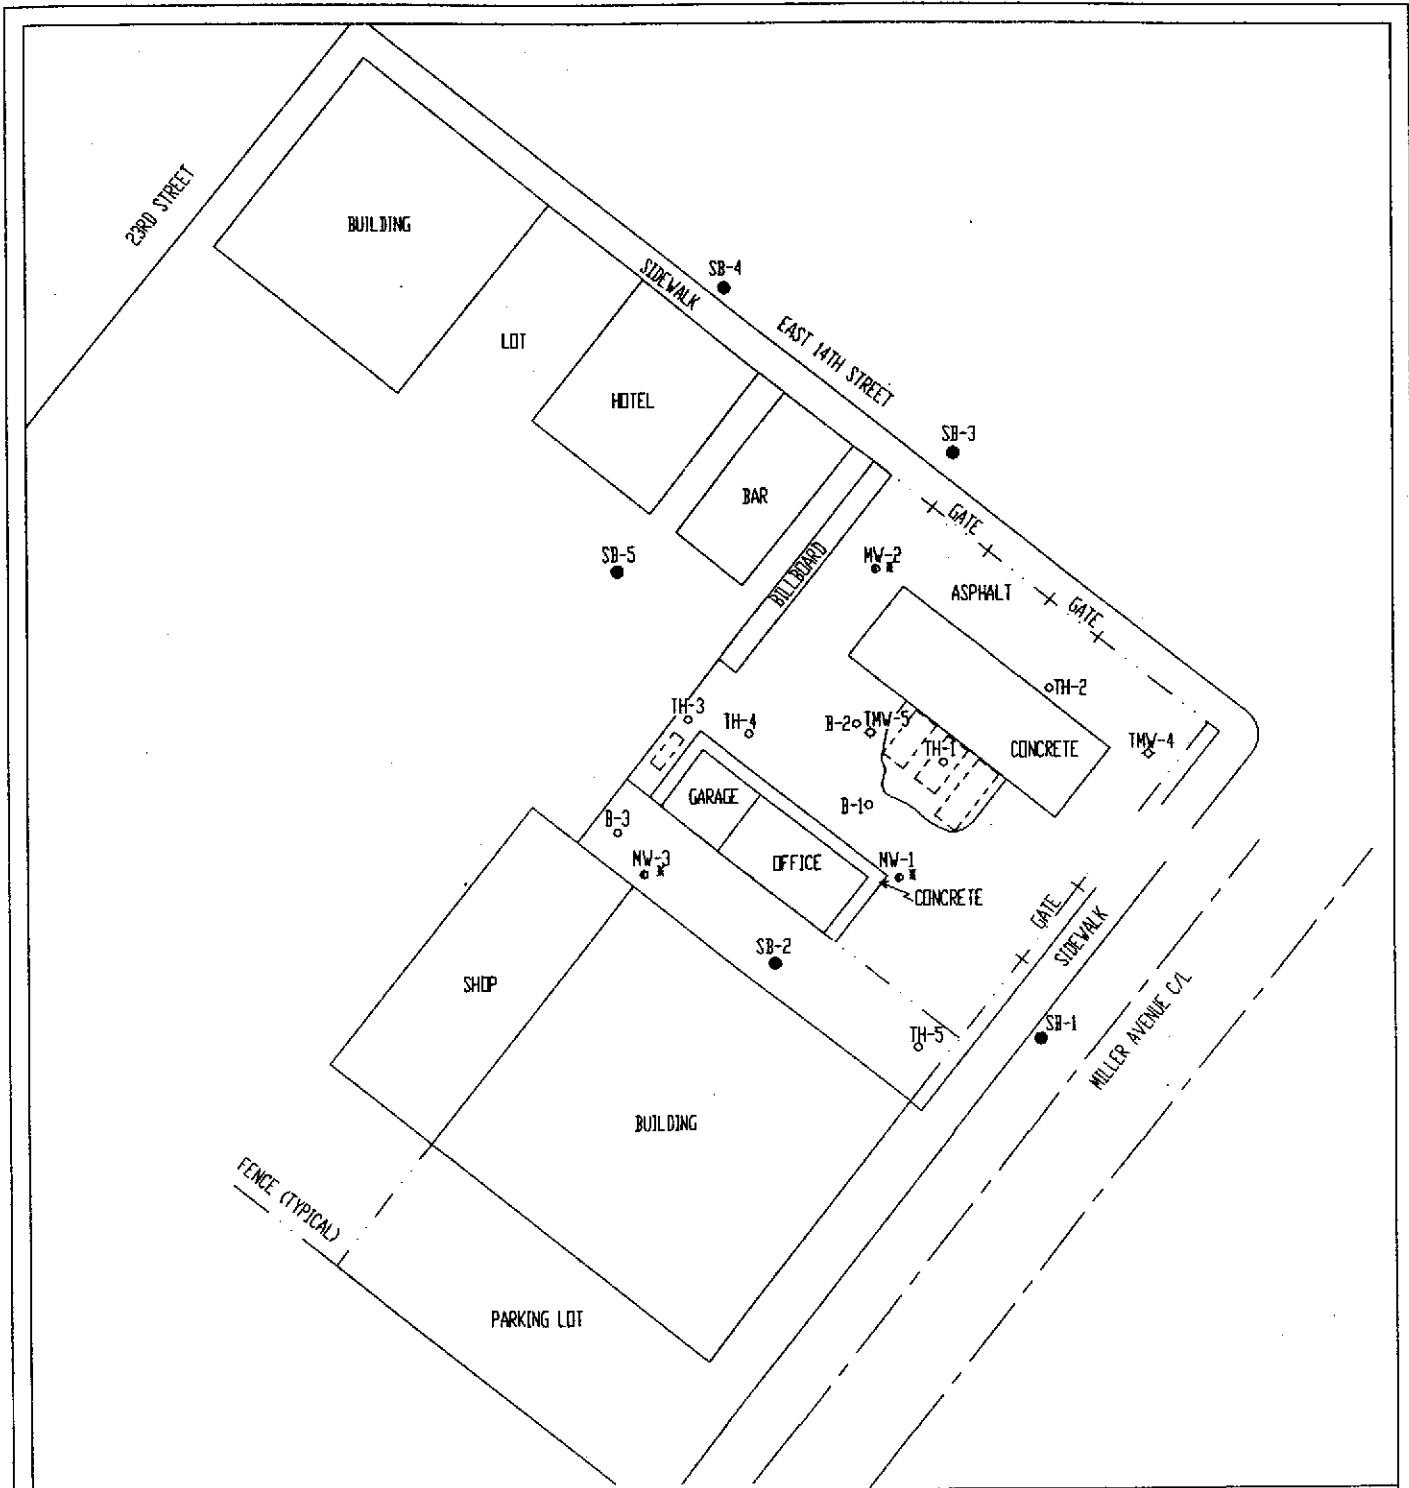 23RD STREET
BUILDING
SIDEWALK
SB-4
EAST 14TH STREET
LOT
HOTEL
SB-3
BAR
GATE
SB-5
BILLBOARD
MW-2 *
ASPHALT
GATE
TH-2
TH-3
TH-4
B-2
TMW-5
TH-1
CONCRETE
TMW-4
GARAGE
B-1
B-3
MW-3 *
OFFICE
MW-1 *
CONCRETE
GATE
SIDEWALK
SB-2
SHOP
TH-5
SB-1
MILLER AVENUE C/L
BUILDING
FENCE (TYPICAL)
PARKING LOT